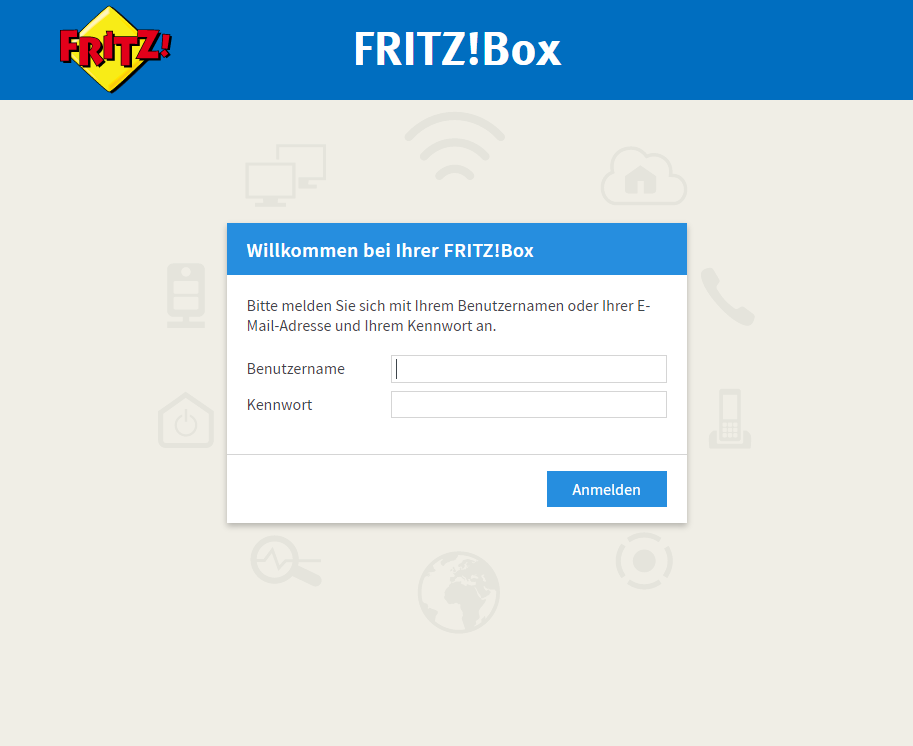 FRITZ!
FRITZ!Box
Willkommen bei Ihrer FRITZ!Box
Bitte melden Sie sich mit Ihrem Benutzernamen oder Ihrer E-
Mail-Adresse und Ihrem Kennwort an.
Benutzername
Kennwort
Anmelden